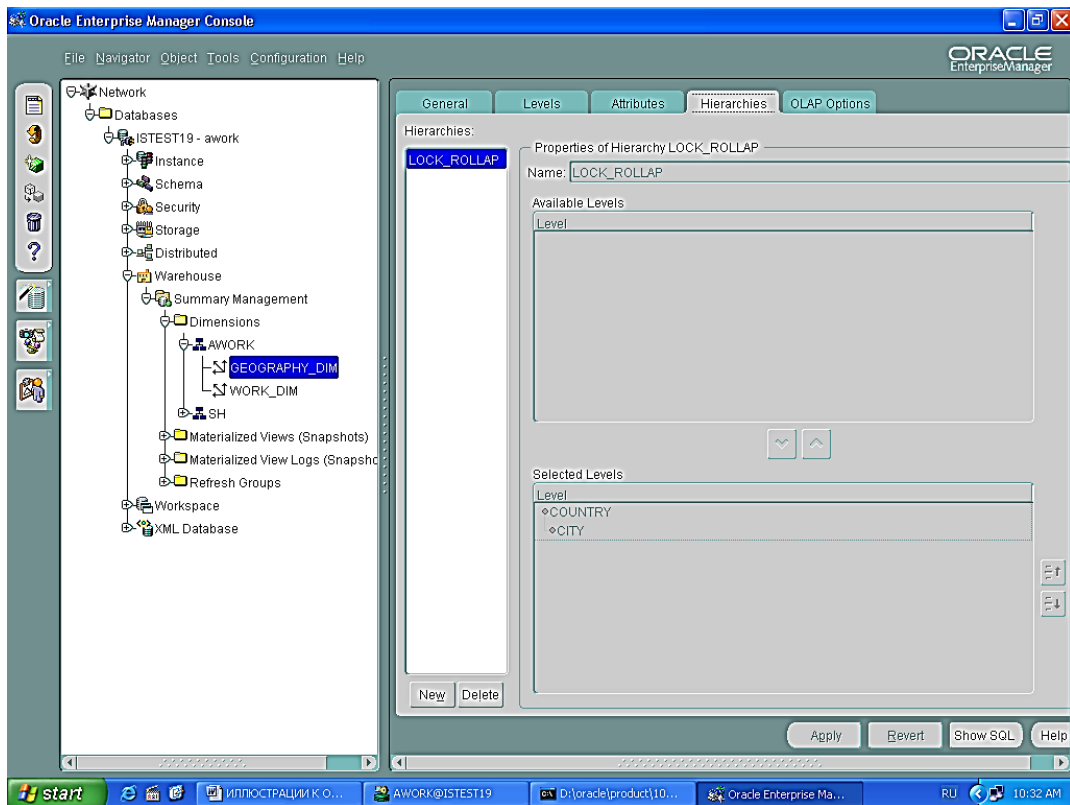 Oracle Enterprise Manager Console
File Navigator Object Tools Configuration Help
ORACLE
EnterpriseManager
Network
Databases
ISTEST19 - awork
Instance
Schema
Security
Storage
Distributed
Warehouse
Summary Management
Dimensions
AWORK
GEOGRAPHY_DIM
WORK_DIM
SH
Materialized Views (Snapshots)
Materialized View Logs (Snapshc
Refresh Groups
Workspace
XML Database
General Levels Attributes Hierarchies OLAP Options
Hierarchies:
LOCK_ROLLAP
Properties of Hierarchy LOCK_ROLLAP
Name: LOCK_ROLLAP
Available Levels
Level
Selected Levels
Level
COUNTRY
CITY
New Delete
Apply Revert Show SQL Help
start ИЛЛЮСТРАЦИИ К О... AWORK@ISTEST19 D:\oracle\product\10... Oracle Enterprise Ma... RU 10:32 AM